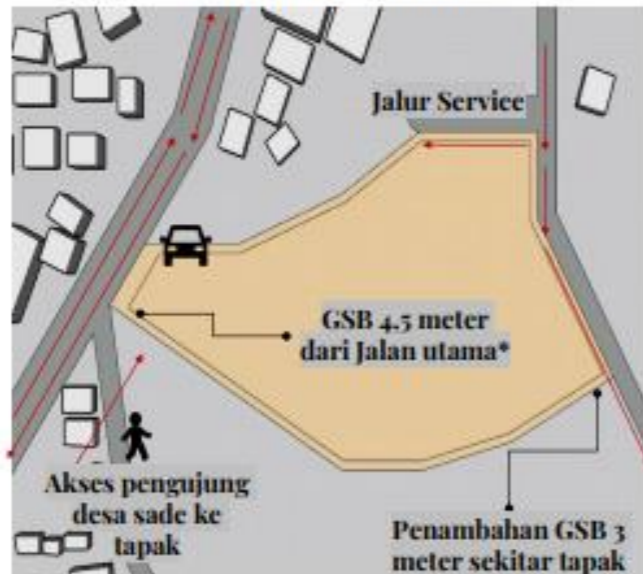 Jalur Service
GSB 4,5 meter
dari Jalan utama*
Akses pengujung
desa sade ke
tapak
Penambahan GSB 3
meter sekitar tapak